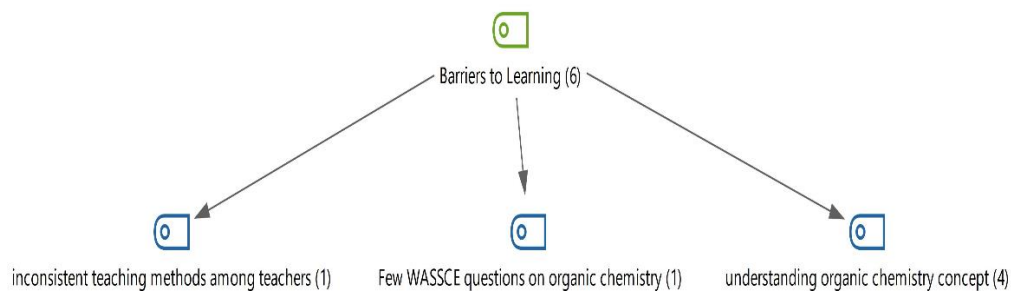 Barriers to Learning (6)
inconsistent teaching methods among teachers (1)
Few WASSCE questions on organic chemistry (1)
understanding organic chemistry concept (4)